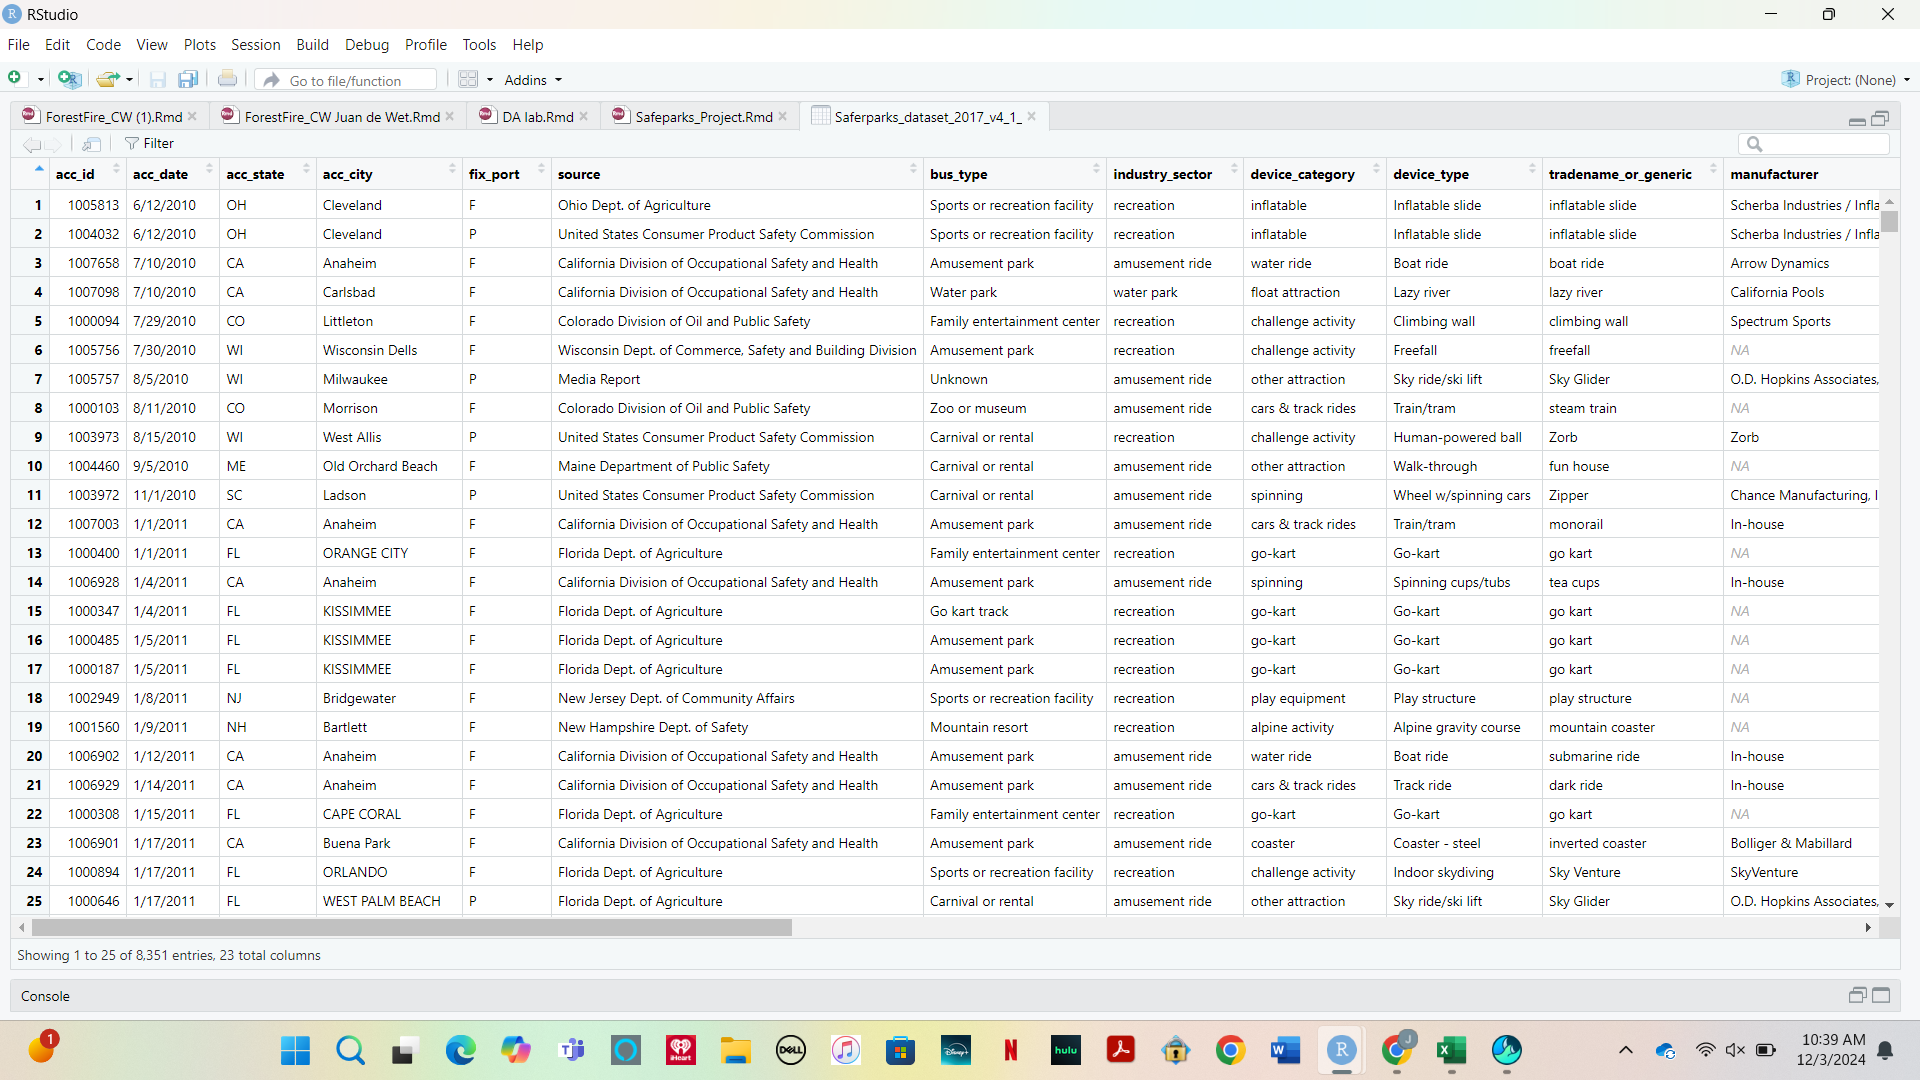 RStudio
File Edit Code View Plots Session Build Debug Profile Tools Help
Go to file/function Addins Project: (None)
ForestFire_CW (1).Rmd ForestFire_CW Juan de Wet.Rmd DA lab.Rmd Safeparks_Project.Rmd Saferparks_dataset_2017_v4_1_
Filter
acc_id acc_date acc_state acc_city fix_port source bus_type industry_sector device_category device_type tradename_or_generic manufacturer
1 1005813 6/12/2010 OH Cleveland F Ohio Dept. of Agriculture Sports or recreation facility recreation inflatable Inflatable slide inflatable slide Scherba Industries / Infla
2 1004032 6/12/2010 OH Cleveland P United States Consumer Product Safety Commission Sports or recreation facility recreation inflatable Inflatable slide inflatable slide Scherba Industries / Infla
3 1007658 7/10/2010 CA Anaheim F California Division of Occupational Safety and Health Amusement park amusement ride water ride Boat ride boat ride Arrow Dynamics
4 1007098 7/10/2010 CA Carlsbad F California Division of Occupational Safety and Health Water park water park float attraction Lazy river lazy river California Pools
5 1000094 7/29/2010 CO Littleton F Colorado Division of Oil and Public Safety Family entertainment center recreation challenge activity Climbing wall climbing wall Spectrum Sports
6 1005756 7/30/2010 WI Wisconsin Dells F Wisconsin Dept. of Commerce, Safety and Building Division Amusement park recreation challenge activity Freefall freefall NA
7 1005757 8/5/2010 WI Milwaukee P Media Report Unknown amusement ride other attraction Sky ride/ski lift Sky Glider O.D. Hopkins Associates,
8 1000103 8/11/2010 CO Morrison F Colorado Division of Oil and Public Safety Zoo or museum amusement ride cars & track rides Train/tram steam train NA
9 1003973 8/15/2010 WI West Allis P United States Consumer Product Safety Commission Carnival or rental recreation challenge activity Human-powered ball Zorb Zorb
10 1004460 9/5/2010 ME Old Orchard Beach F Maine Department of Public Safety Carnival or rental amusement ride other attraction Walk-through fun house NA
11 1003972 11/1/2010 SC Ladson P United States Consumer Product Safety Commission Carnival or rental amusement ride spinning Wheel w/spinning cars Zipper Chance Manufacturing, I
12 1007003 1/1/2011 CA Anaheim F California Division of Occupational Safety and Health Amusement park amusement ride cars & track rides Train/tram monorail In-house
13 1000400 1/1/2011 FL ORANGE CITY F Florida Dept. of Agriculture Family entertainment center recreation go-kart Go-kart go kart NA
14 1006928 1/4/2011 CA Anaheim F California Division of Occupational Safety and Health Amusement park amusement ride spinning Spinning cups/tubs tea cups In-house
15 1000347 1/4/2011 FL KISSIMMEE F Florida Dept. of Agriculture Go kart track recreation go-kart Go-kart go kart NA
16 1000485 1/5/2011 FL KISSIMMEE F Florida Dept. of Agriculture Amusement park recreation go-kart Go-kart go kart NA
17 1000187 1/5/2011 FL KISSIMMEE F Florida Dept. of Agriculture Amusement park recreation go-kart Go-kart go kart NA
18 1002949 1/8/2011 NJ Bridgewater F New Jersey Dept. of Community Affairs Sports or recreation facility recreation play equipment Play structure play structure NA
19 1001560 1/9/2011 NH Bartlett F New Hampshire Dept. of Safety Mountain resort recreation alpine activity Alpine gravity course mountain coaster NA
20 1006902 1/12/2011 CA Anaheim F California Division of Occupational Safety and Health Amusement park amusement ride water ride Boat ride submarine ride In-house
21 1006929 1/14/2011 CA Anaheim F California Division of Occupational Safety and Health Amusement park amusement ride cars & track rides Track ride dark ride In-house
22 1000308 1/15/2011 FL CAPE CORAL F Florida Dept. of Agriculture Family entertainment center recreation go-kart Go-kart go kart NA
23 1006901 1/17/2011 CA Buena Park F California Division of Occupational Safety and Health Amusement park amusement ride coaster Coaster - steel inverted coaster Bolliger & Mabillard
24 1000894 1/17/2011 FL ORLANDO F Florida Dept. of Agriculture Sports or recreation facility recreation challenge activity Indoor skydiving Sky Venture SkyVenture
25 1000646 1/17/2011 FL WEST PALM BEACH P Florida Dept. of Agriculture Carnival or rental amusement ride other attraction Sky ride/ski lift Sky Glider O.D. Hopkins Associates,
Showing 1 to 25 of 8,351 entries, 23 total columns
Console
1 iHeart DELL Disney+ N hulu W R J X 10:39 AM
12/3/2024